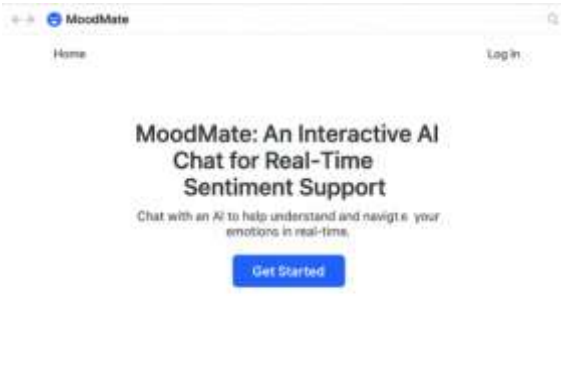 MoodMate
Home
Log in
MoodMate: An Interactive AI
Chat for Real-Time
Sentiment Support
Chat with an AI to help understand and navigte your
emotions in real-time.
Get Started